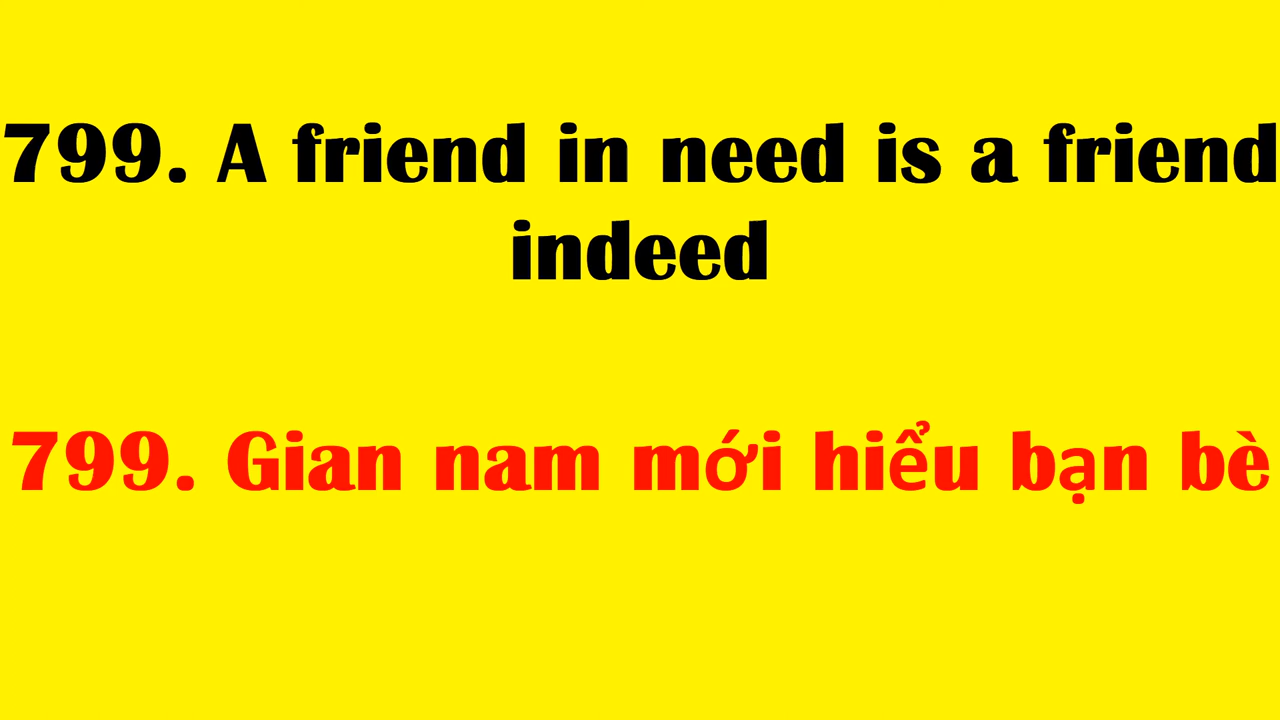 799. A friend in need is a friend
indeed
799. Gian nam mới hiểu bạn bè